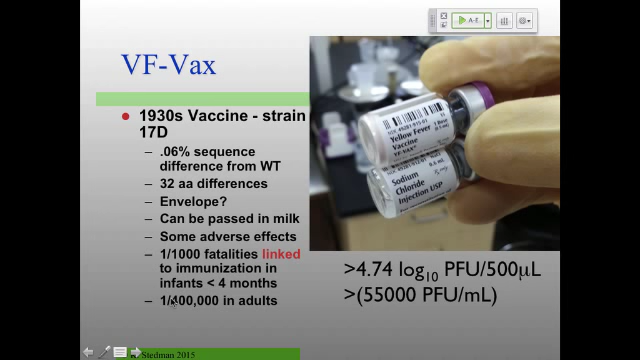 VF-Vax
1930s Vaccine - strain
17D
– .06% sequence
difference from WT
– 32 aa differences
– Envelope?
– Can be passed in milk
– Some adverse effects
– 1/1000 fatalities linked
to immunization in
infants < 4 months
– 1/400,000 in adults
Yellow Fever
Vaccine
YF-VAX
Sodium
Chloride
Injection USP
>4.74 log10 PFU/500µL
>(55000 PFU/mL)
Stedman 2015